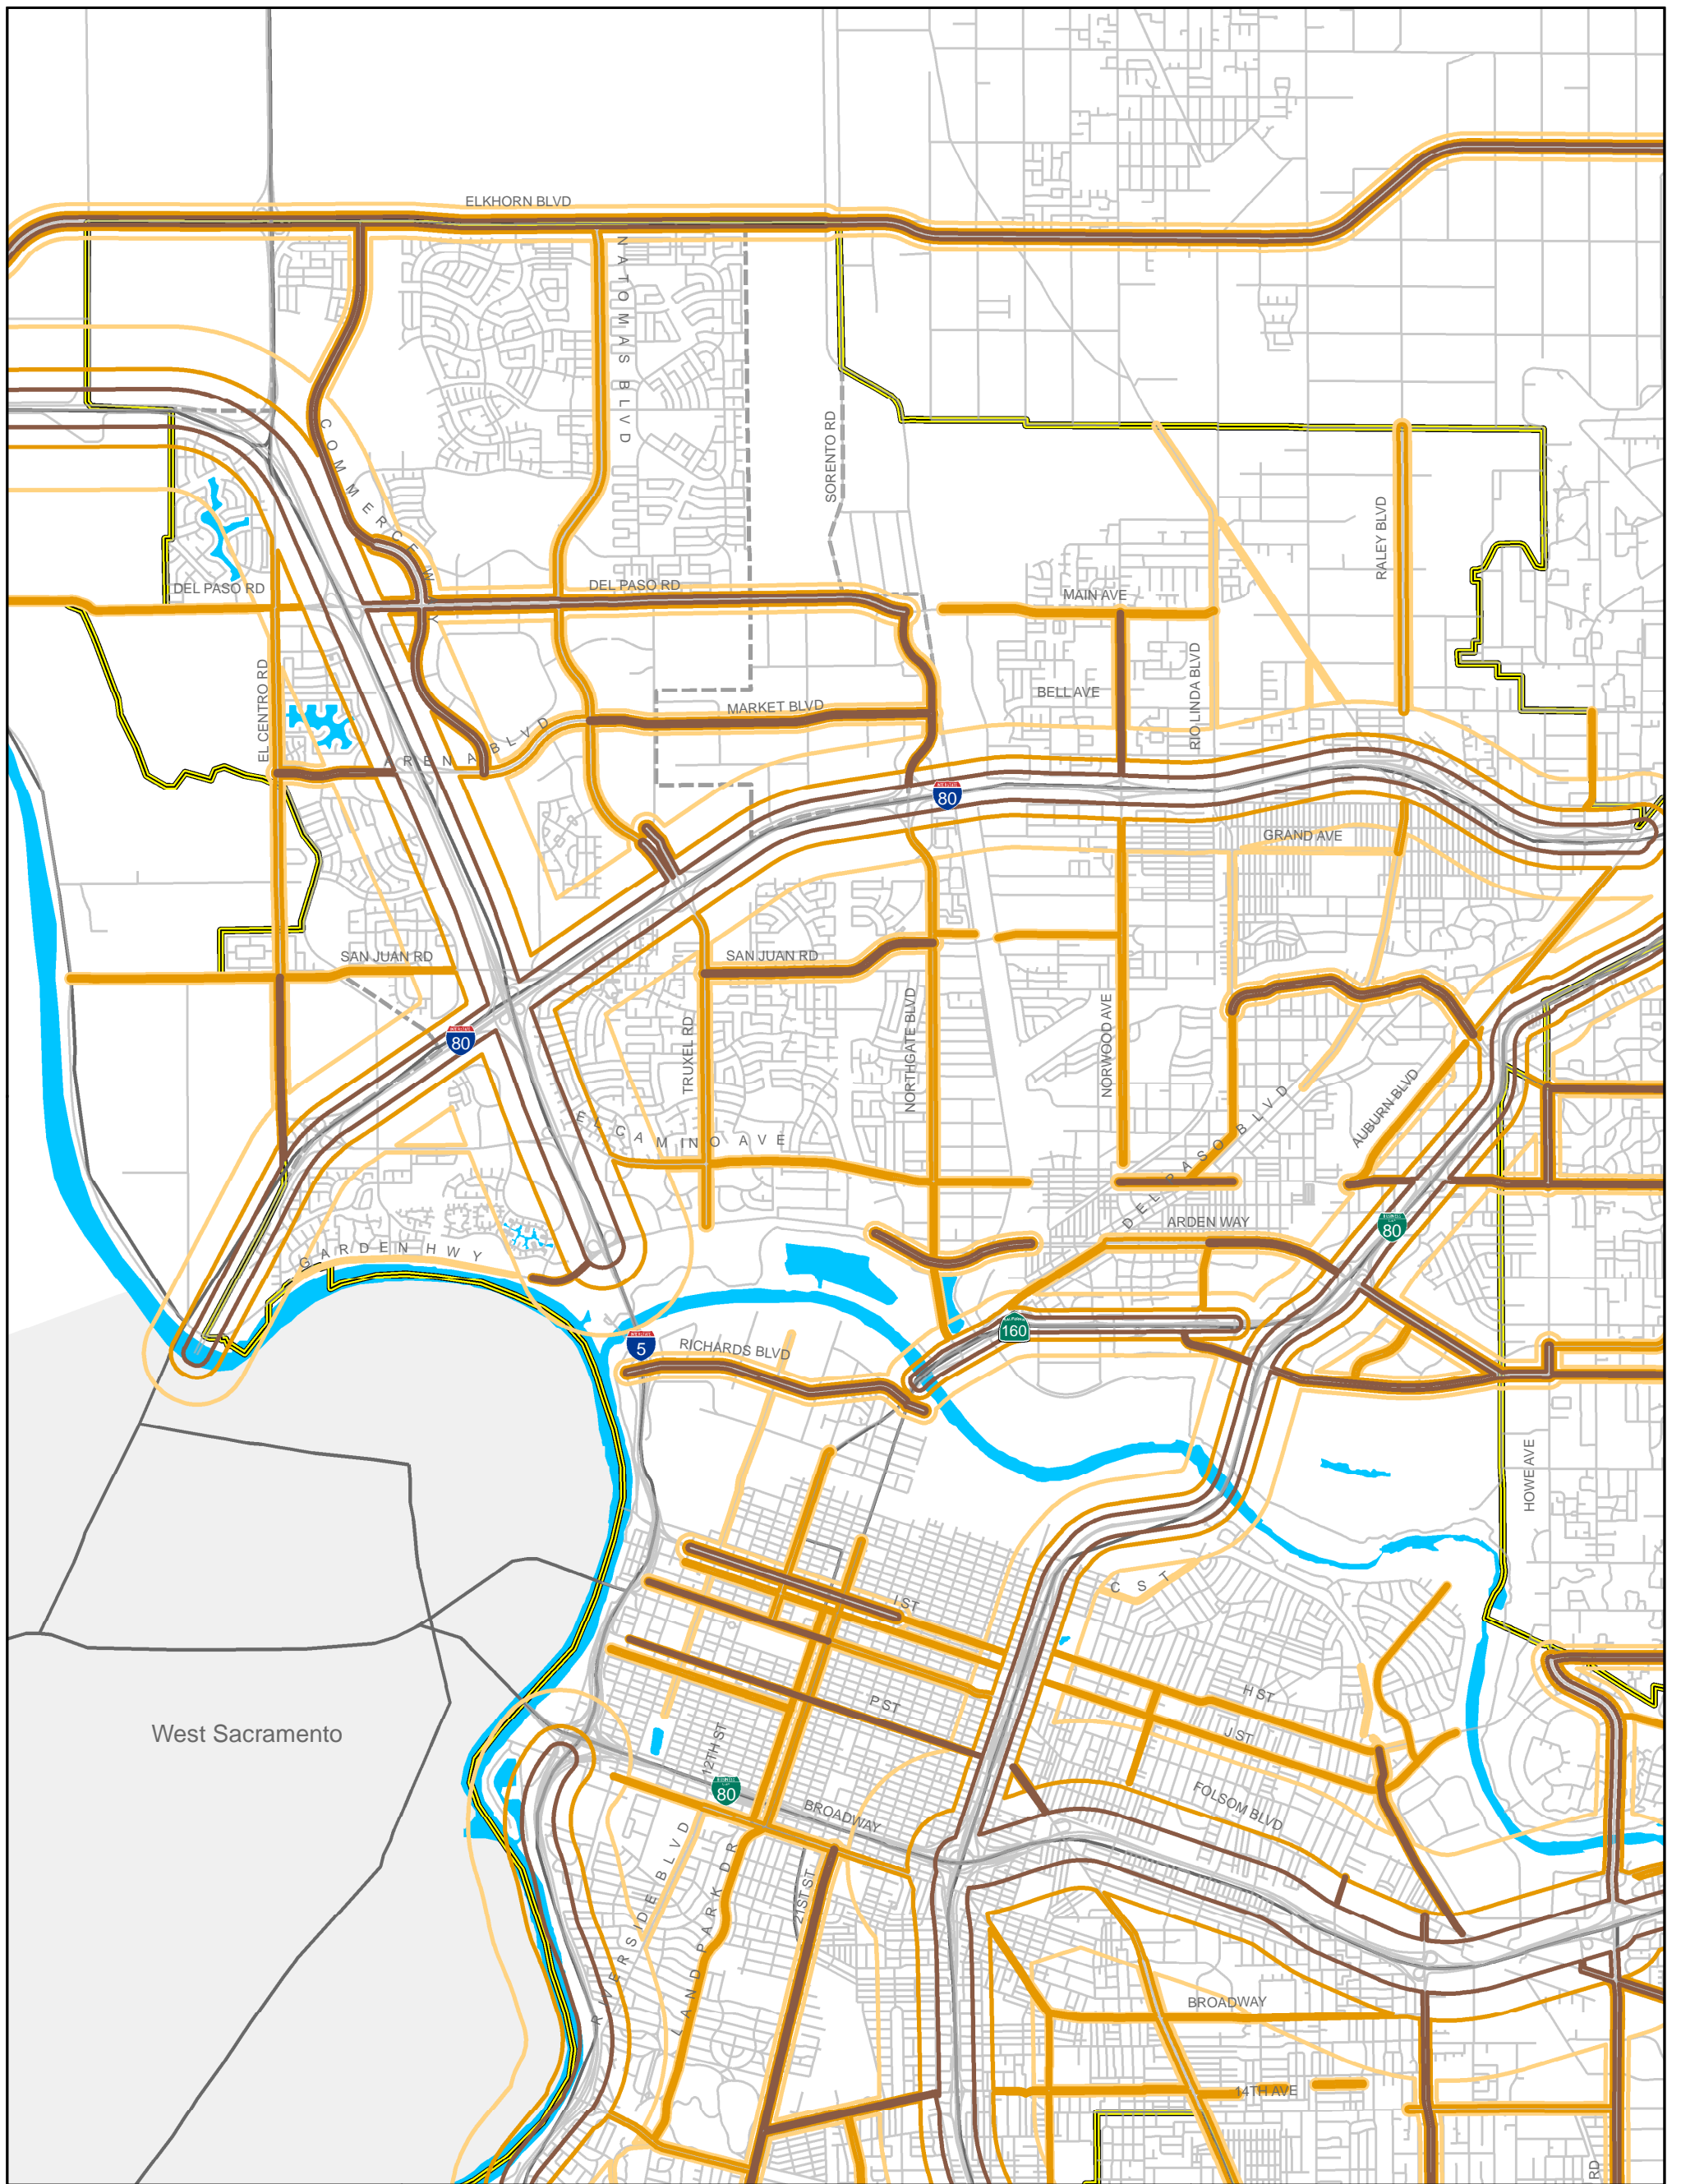 ELKHORN BLVD
NATOMAS BLVD
COMMERCE WY
SORENTO RD
RALEY BLVD
DEL PASO RD
DEL PASO RD
MAIN AVE
EL CENTRO RD
BELL AVE
RIO LINDA BLVD
MARKET BLVD
ARENA BLVD
80
GRAND AVE
SAN JUAN RD
SAN JUAN RD
80
TRUXEL RD
NORTHGATE BLVD
NORWOOD AVE
EL CAMINO AVE
DEL PASO BLVD
AUBURN BLVD
GARDEN HWY
ARDEN WAY
80
160
5
RICHARDS BLVD
HOWE AVE
C ST
I ST
H ST
P ST
J ST
West Sacramento
12TH ST
80
BROADWAY
FOLSOM BLVD
RIVERSIDE BLVD
LAND PARK DR
21ST ST
BROADWAY
14TH AVE
RD